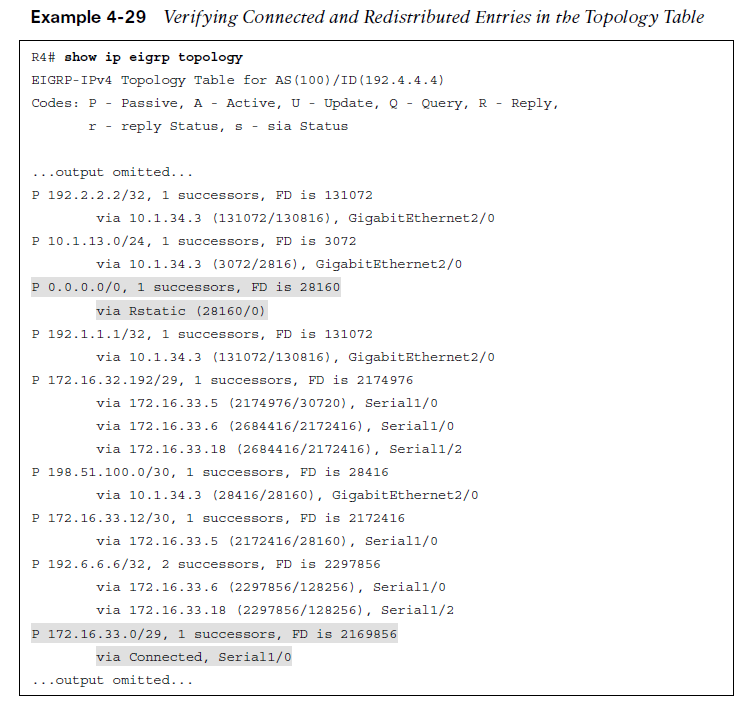 Example 4-29 Verifying Connected and Redistributed Entries in the Topology Table
R4# show ip eigrp topology
EIGRP-IPv4 Topology Table for AS(100)/ID(192.4.4.4)
Codes: P - Passive, A - Active, U - Update, Q - Query, R - Reply,
       r - reply Status, s - sia Status
...output omitted...
P 192.2.2.2/32, 1 successors, FD is 131072
        via 10.1.34.3 (131072/130816), GigabitEthernet2/0
P 10.1.13.0/24, 1 successors, FD is 3072
        via 10.1.34.3 (3072/2816), GigabitEthernet2/0
P 0.0.0.0/0, 1 successors, FD is 28160
        via Rstatic (28160/0)
P 192.1.1.1/32, 1 successors, FD is 131072
        via 10.1.34.3 (131072/130816), GigabitEthernet2/0
P 172.16.32.192/29, 1 successors, FD is 2174976
        via 172.16.33.5 (2174976/30720), Serial1/0
        via 172.16.33.6 (2684416/2172416), Serial1/0
        via 172.16.33.18 (2684416/2172416), Serial1/2
P 198.51.100.0/30, 1 successors, FD is 28416
        via 10.1.34.3 (28416/28160), GigabitEthernet2/0
P 172.16.33.12/30, 1 successors, FD is 2172416
        via 172.16.33.5 (2172416/28160), Serial1/0
P 192.6.6.6/32, 2 successors, FD is 2297856
        via 172.16.33.6 (2297856/128256), Serial1/0
        via 172.16.33.18 (2297856/128256), Serial1/2
P 172.16.33.0/29, 1 successors, FD is 2169856
        via Connected, Serial1/0
...output omitted...